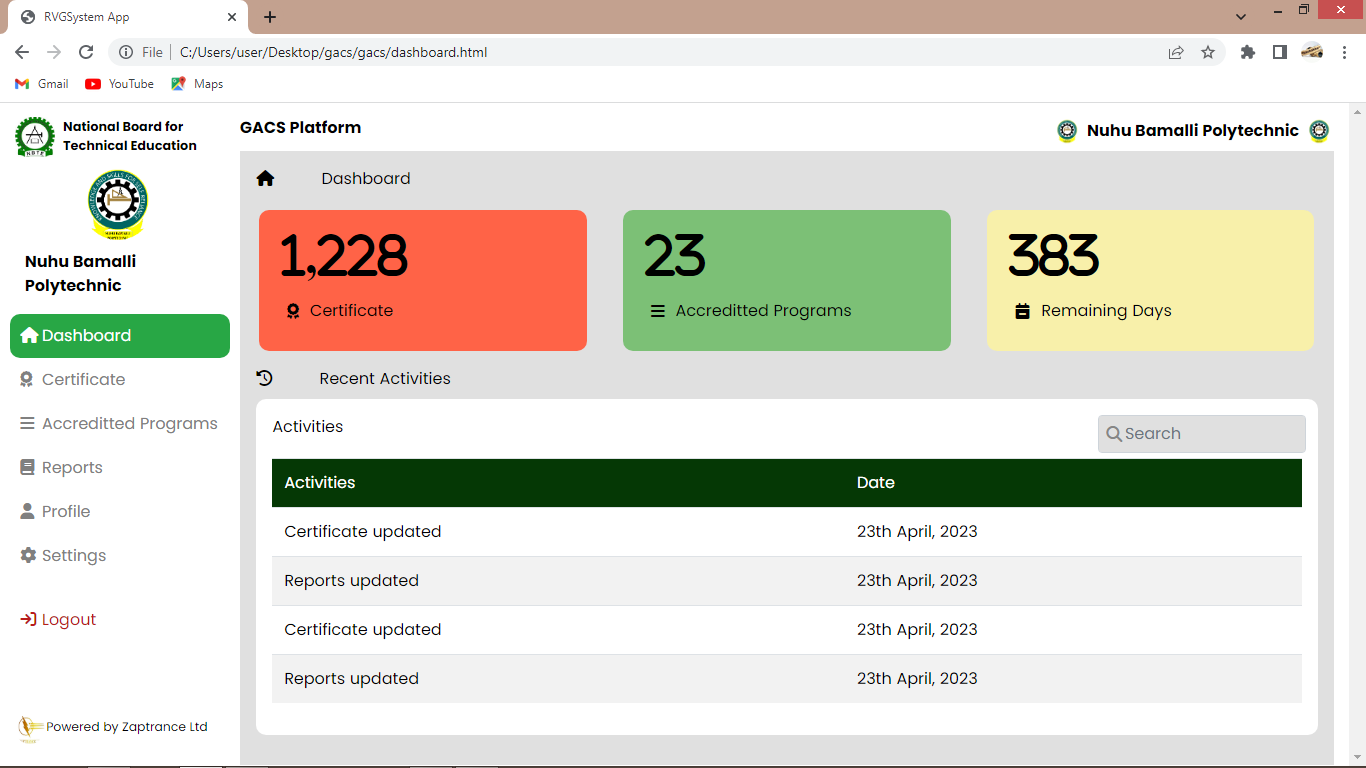 RVGSystem App
File C:/Users/user/Desktop/gacs/gacs/dashboard.html
Gmail YouTube Maps
National Board for
Technical Education
GACS Platform
Nuhu Bamalli Polytechnic
Nuhu Bamalli
Polytechnic
Dashboard
Certificate
Accreditted Programs
Reports
Profile
Settings
Logout
Powered by Zaptrance Ltd
Dashboard
1,228
Certificate
23
Accreditted Programs
383
Remaining Days
Recent Activities
Activities
Search
Activities Date
Certificate updated 23th April, 2023
Reports updated 23th April, 2023
Certificate updated 23th April, 2023
Reports updated 23th April, 2023